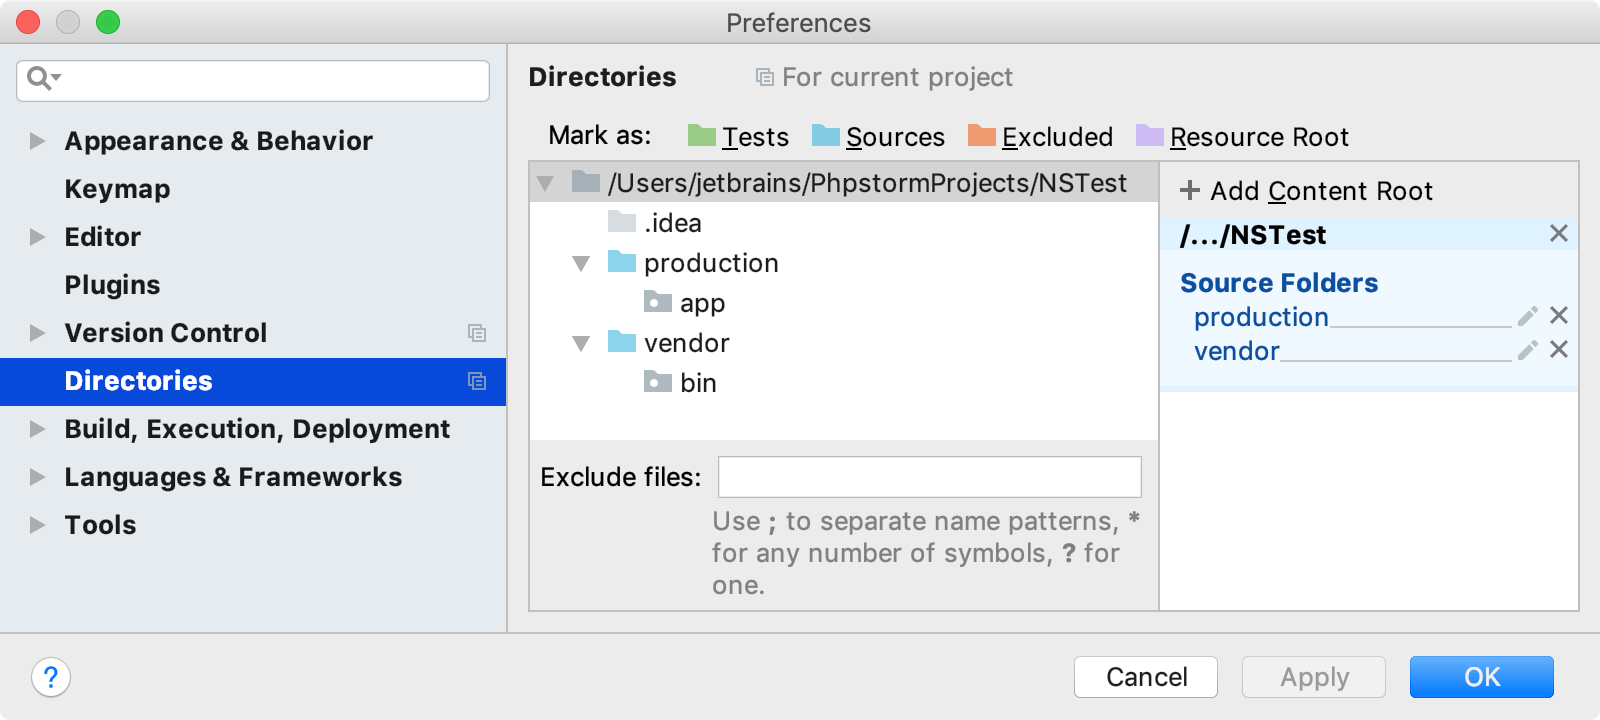 Preferences
Appearance & Behavior
Keymap
Editor
Plugins
Version Control
Directories
Build, Execution, Deployment
Languages & Frameworks
Tools
Directories For current project
Mark as: Tests Sources Excluded Resource Root
/Users/jetbrains/PhpstormProjects/NSTest
.idea
production
app
vendor
bin
Exclude files:
Use ; to separate name patterns, *
for any number of symbols, ? for
one.
+ Add Content Root
/.../NSTest
Source Folders
production
vendor
?
Cancel Apply OK